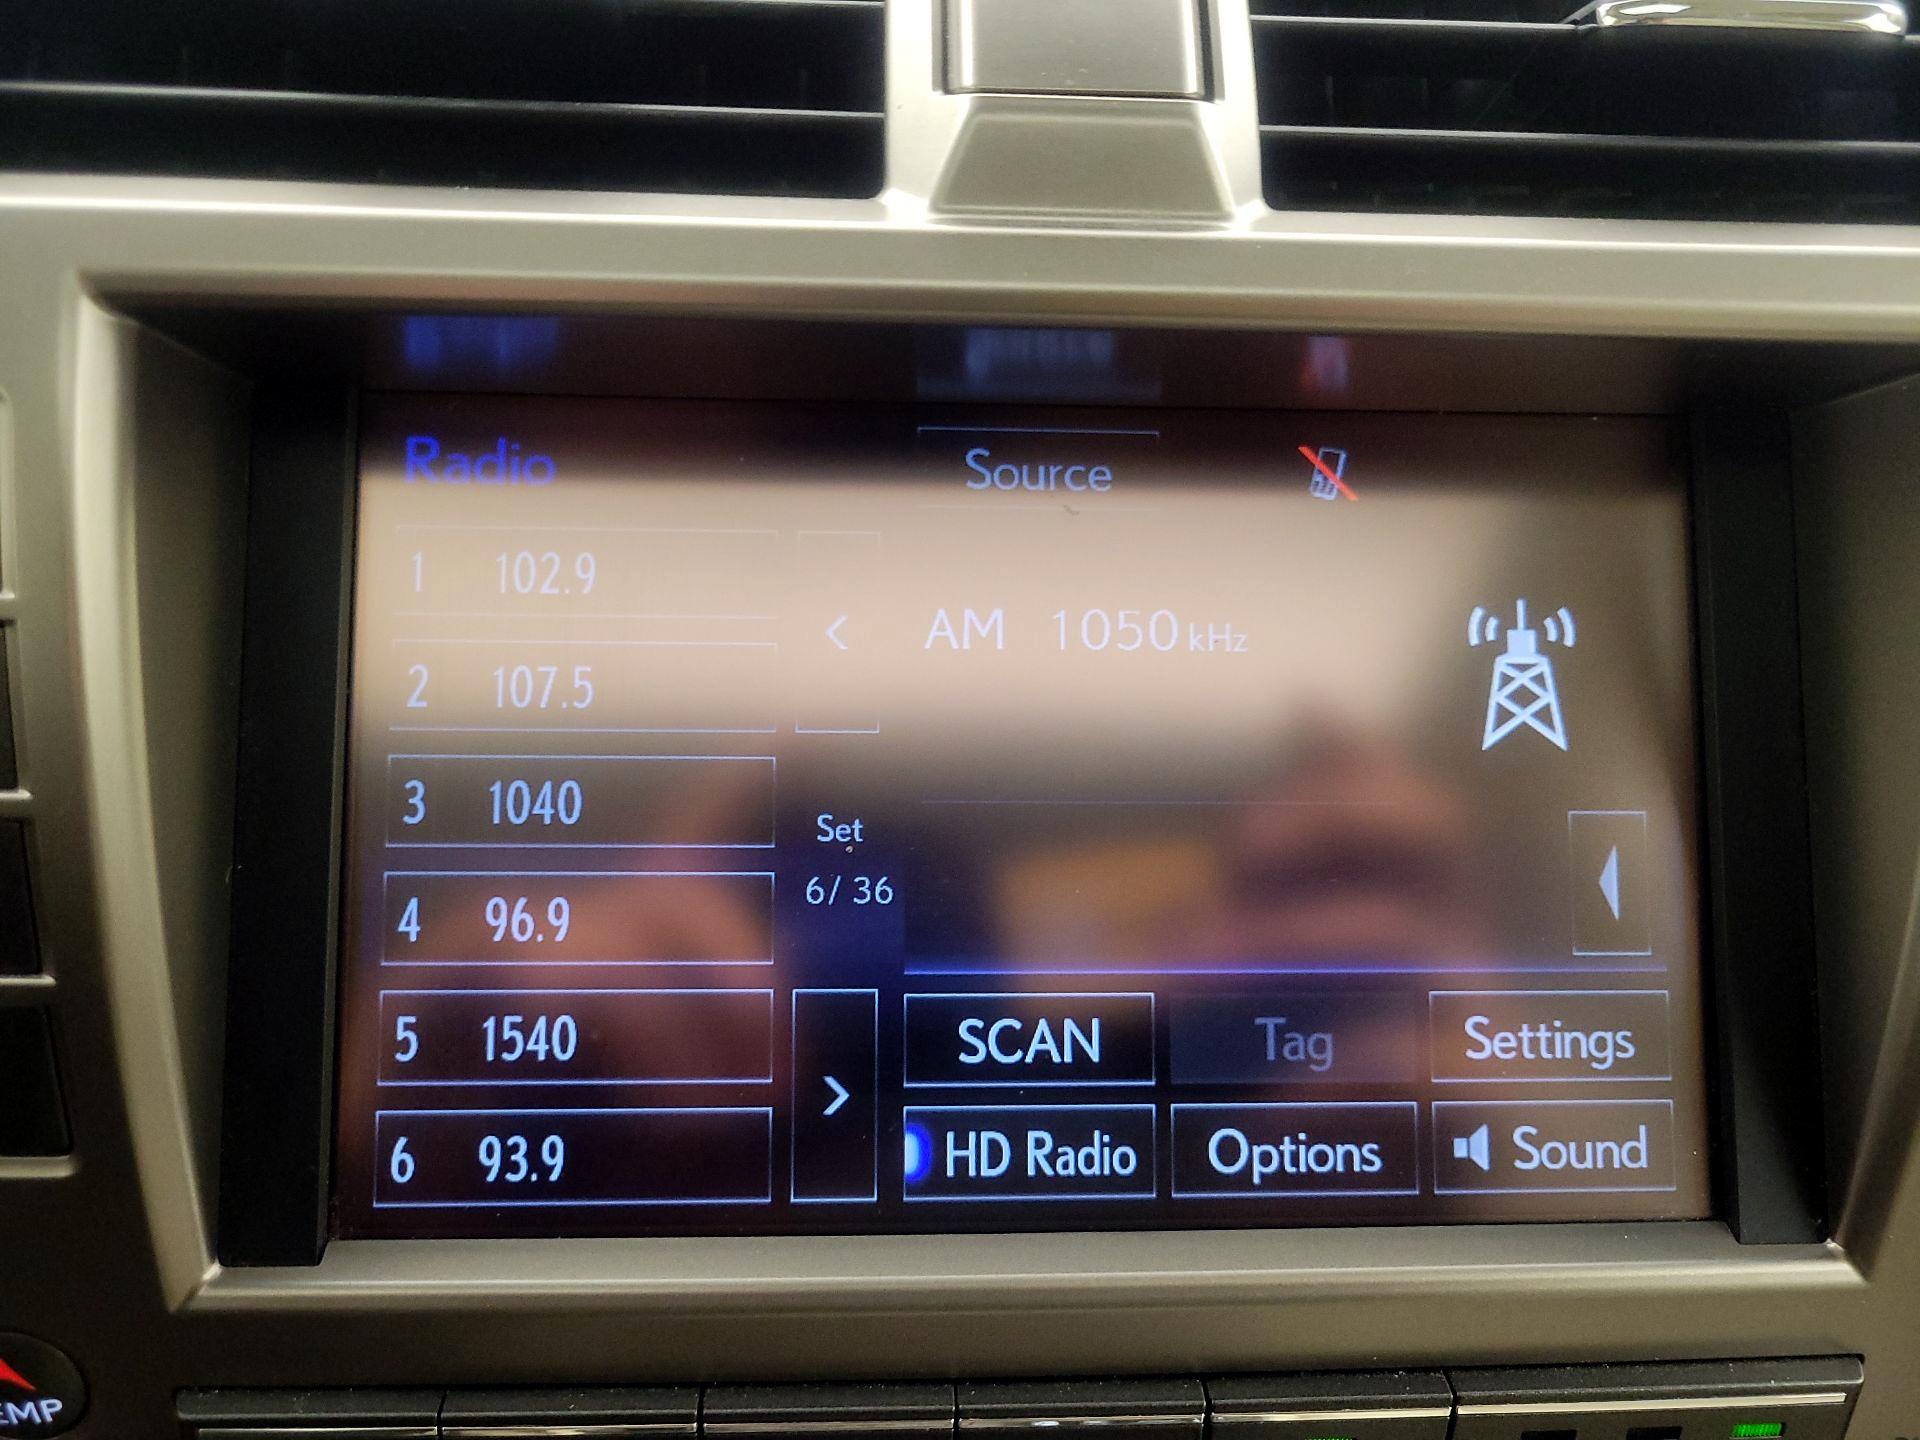 Radio
Source
1 102.9
2 107.5
3 1040
4 96.9
5 1540
6 93.9
<
Set
6/ 36
>
AM 1050 kHz
SCAN
Tag
Settings
HD Radio
Options
Sound